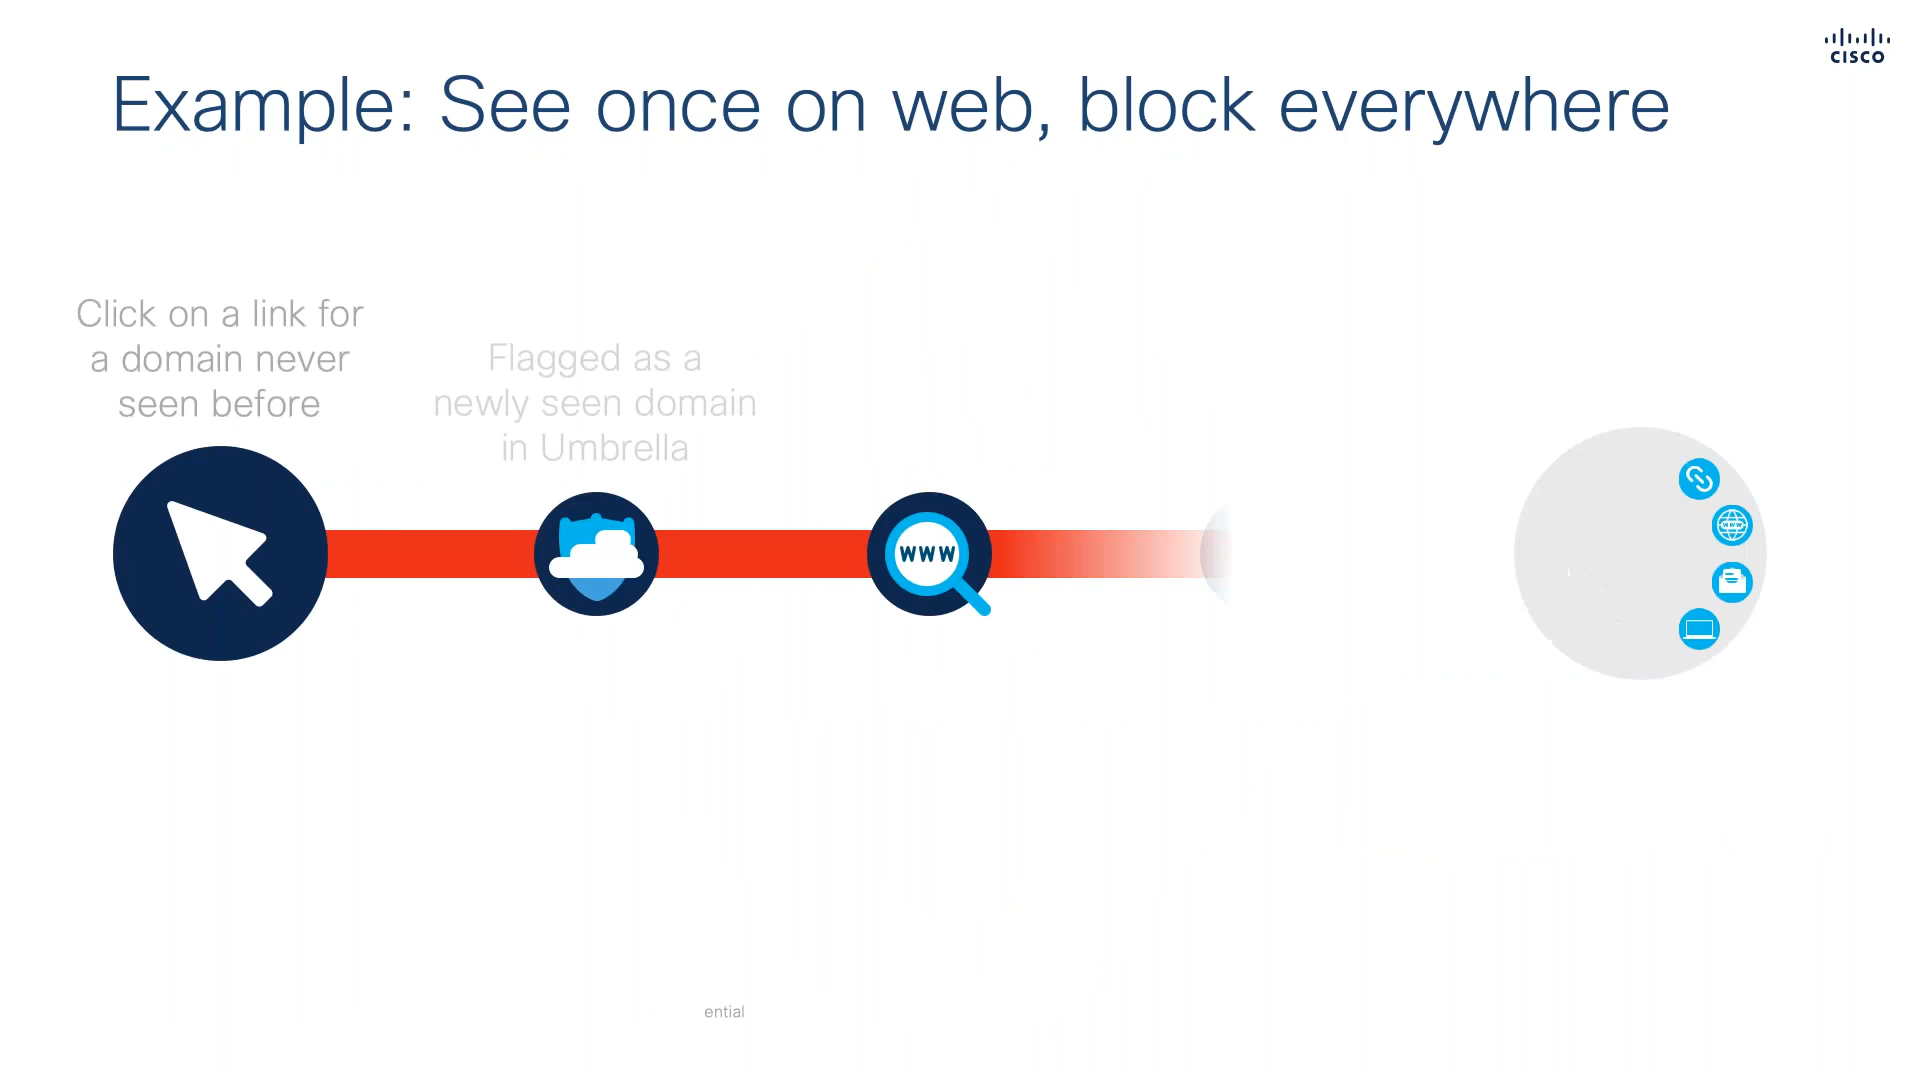 CISCO
Example: See once on web, block everywhere
Click on a link for
a domain never
seen before
Flagged as a
newly seen domain
in Umbrella
WWW
WWW
ential